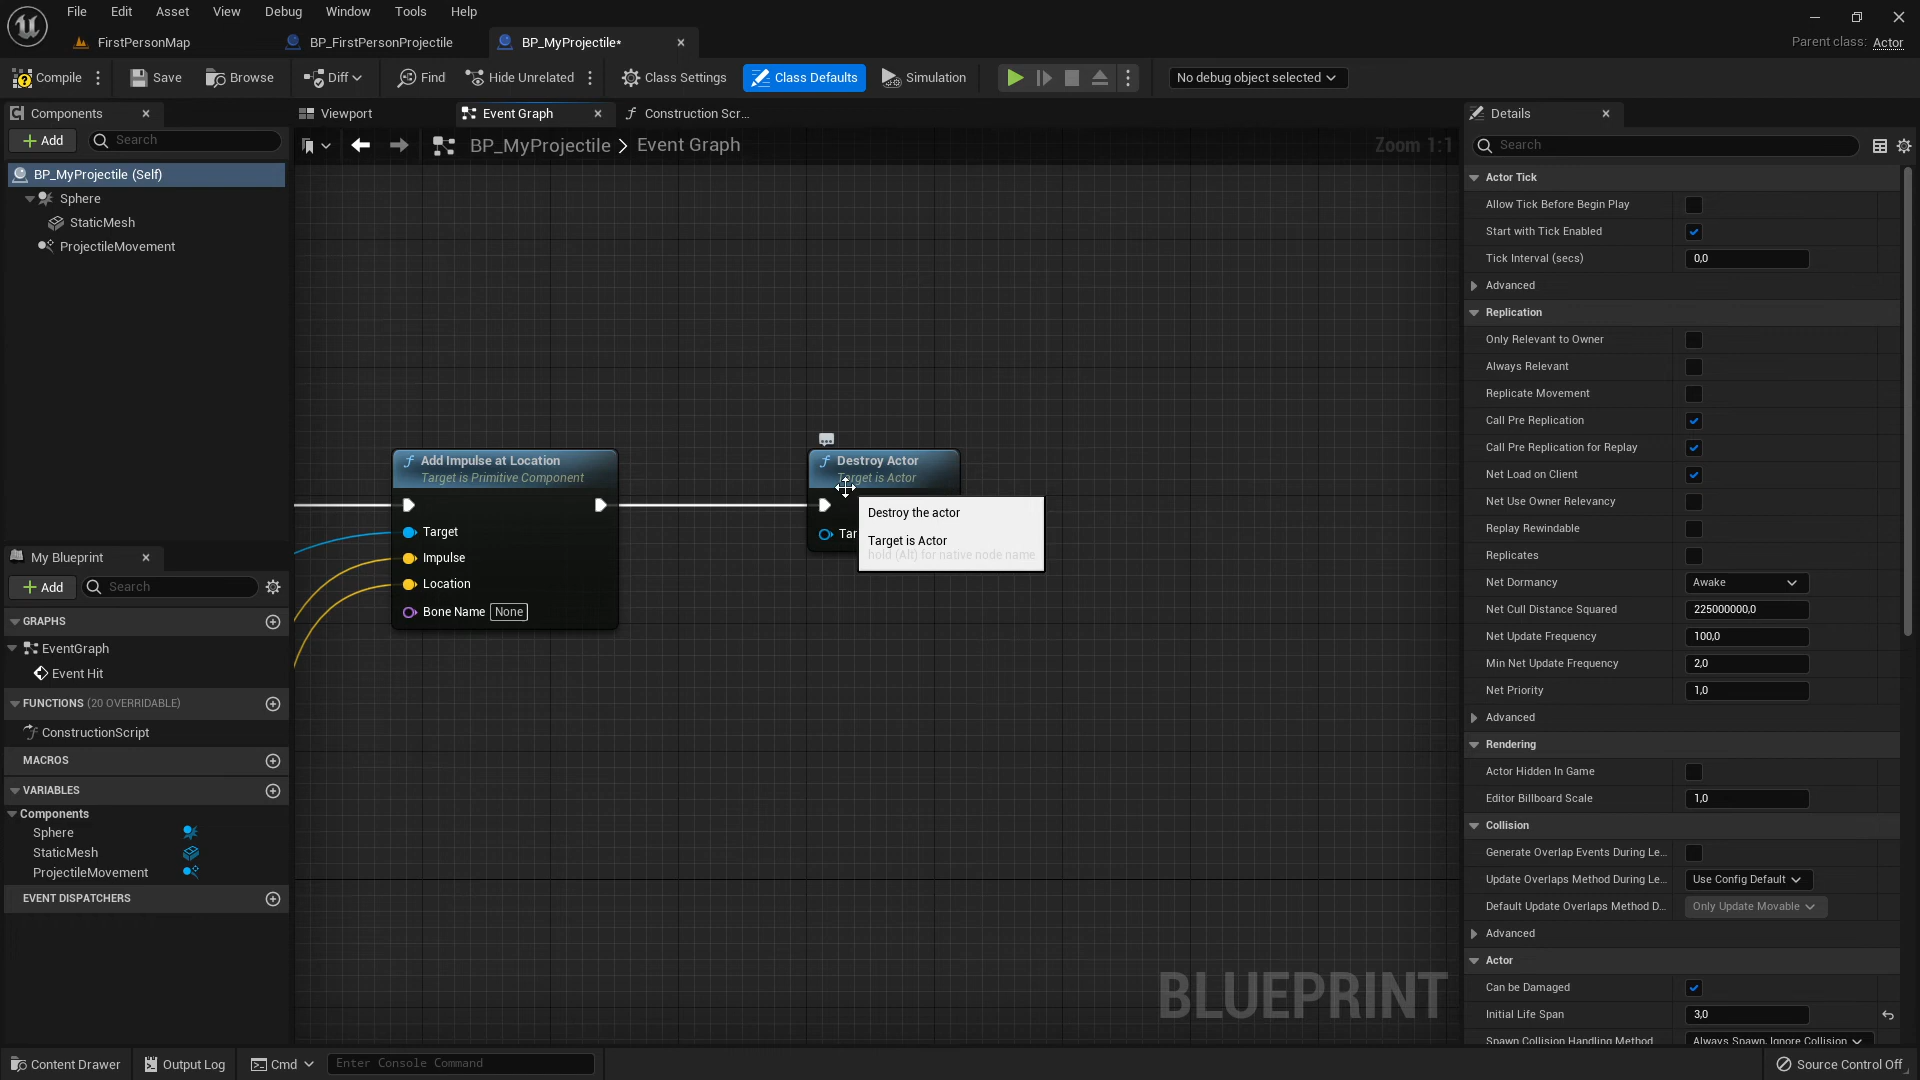 File Edit Asset View Debug Window Tools Help
FirstPersonMap BP_FirstPersonProjectile BP_MyProjectile*
Parent class: Actor
Compile Save Browse Diff Find Hide Unrelated Class Settings Class Defaults Simulation No debug object selected
Components
Add Search
BP_MyProjectile (Self)
Sphere
StaticMesh
ProjectileMovement
My Blueprint
Add Search
GRAPHS
EventGraph
Event Hit
FUNCTIONS (20 OVERRIDABLE)
ConstructionScript
MACROS
VARIABLES
Components
Sphere
StaticMesh
ProjectileMovement
EVENT DISPATCHERS
Viewport Event Graph Construction Scr...
BP_MyProjectile > Event Graph Zoom 1:1
Add Impulse at Location
Target is Primitive Component
Target
Impulse
Location
Bone Name None
Destroy Actor
Target is Actor
Tar
Destroy the actor
Target is Actor
hold (Alt) for native node name
BLUEPRINT
Details
Search
Actor Tick
Allow Tick Before Begin Play
Start with Tick Enabled
Tick Interval (secs) 0,0
Advanced
Replication
Only Relevant to Owner
Always Relevant
Replicate Movement
Call Pre Replication
Call Pre Replication for Replay
Net Load on Client
Net Use Owner Relevancy
Replay Rewindable
Replicates
Net Dormancy Awake
Net Cull Distance Squared 225000000,0
Net Update Frequency 100,0
Min Net Update Frequency 2,0
Net Priority 1,0
Advanced
Rendering
Actor Hidden In Game
Editor Billboard Scale 1,0
Collision
Generate Overlap Events During Le...
Update Overlaps Method During Le... Use Config Default
Default Update Overlaps Method D... Only Update Movable
Advanced
Actor
Can be Damaged
Initial Life Span 3,0
Spawn Collision Handling Method Always Spawn, Ignore Collision
Content Drawer Output Log Cmd Enter Console Command Source Control Off